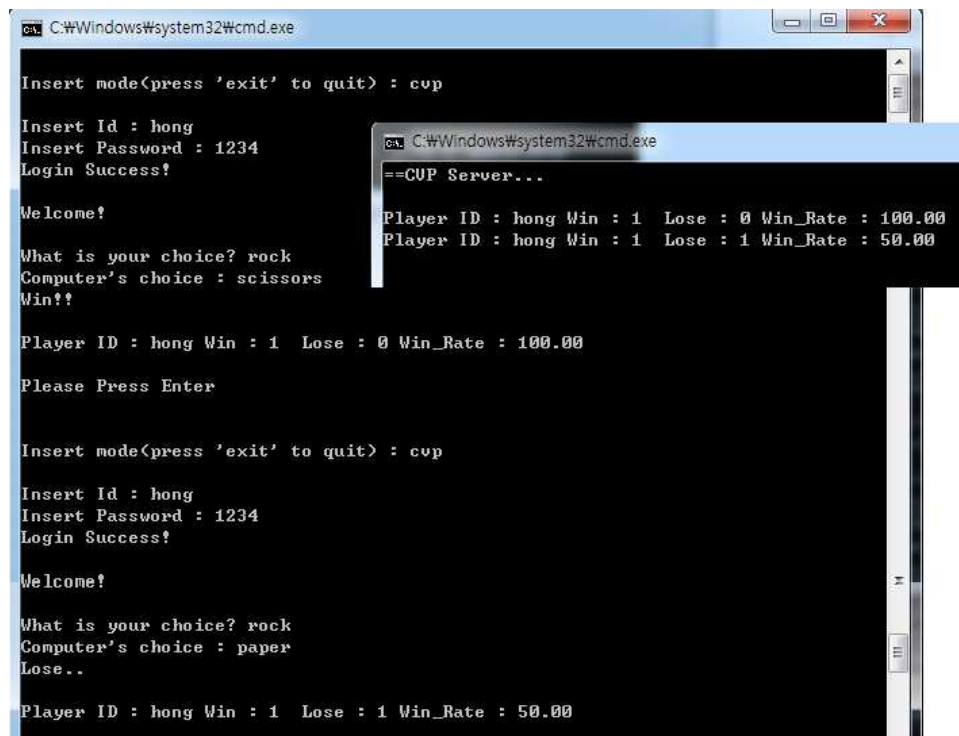 C:₩Windows₩system32₩cmd.exe
Insert mode(press 'exit' to quit) : cvp
Insert Id : hong
Insert Password : 1234
Login Success!
Welcome!
What is your choice? rock
Computer's choice : scissors
Win!!
Player ID : hong Win : 1  Lose : 0 Win_Rate : 100.00
Please Press Enter
Insert mode(press 'exit' to quit) : cvp
Insert Id : hong
Insert Password : 1234
Login Success!
Welcome!
What is your choice? rock
Computer's choice : paper
Lose..
Player ID : hong Win : 1  Lose : 1 Win_Rate : 50.00
C:₩Windows₩system32₩cmd.exe
==CVP Server...
Player ID : hong Win : 1  Lose : 0 Win_Rate : 100.00
Player ID : hong Win : 1  Lose : 1 Win_Rate : 50.00